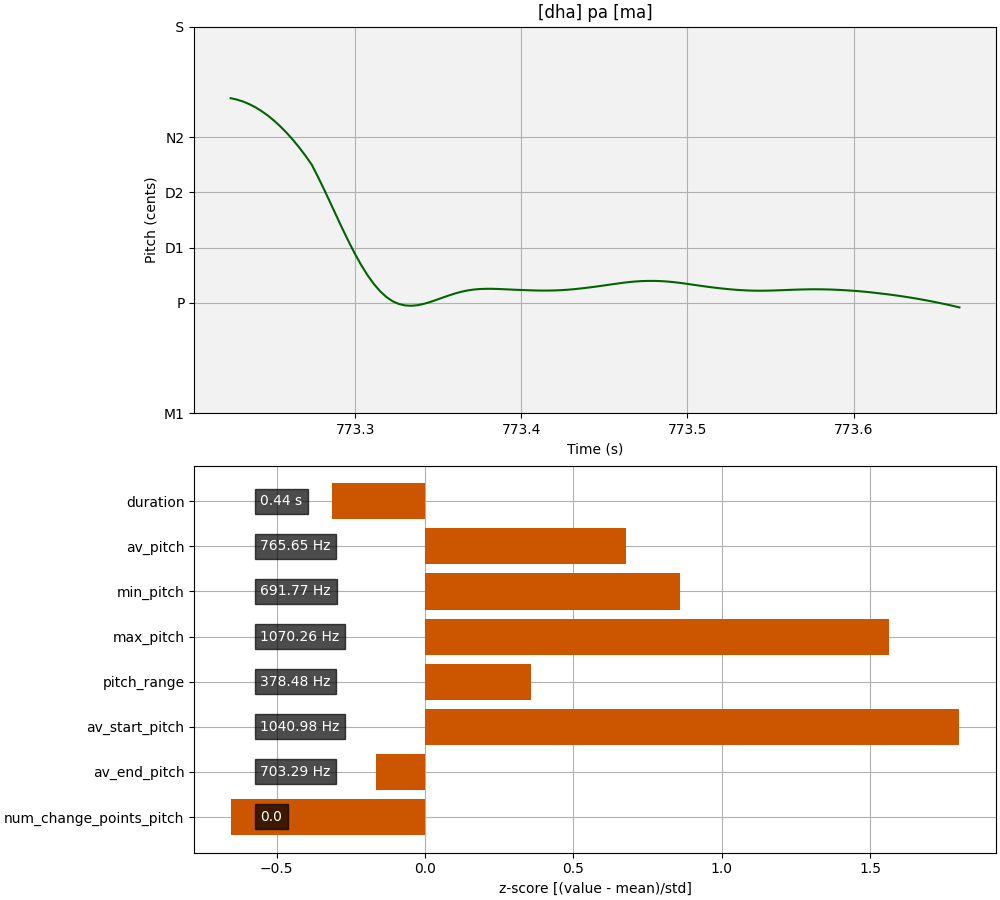 [dha] pa [ma]
S
N2
D2
D1
P
M1
Pitch (cents)
773.3 773.4 773.5 773.6
Time (s)
duration 0.44 s
av_pitch 765.65 Hz
min_pitch 691.77 Hz
max_pitch 1070.26 Hz
pitch_range 378.48 Hz
av_start_pitch 1040.98 Hz
av_end_pitch 703.29 Hz
num_change_points_pitch 0.0
−0.5 0.0 0.5 1.0 1.5
z-score [(value - mean)/std]